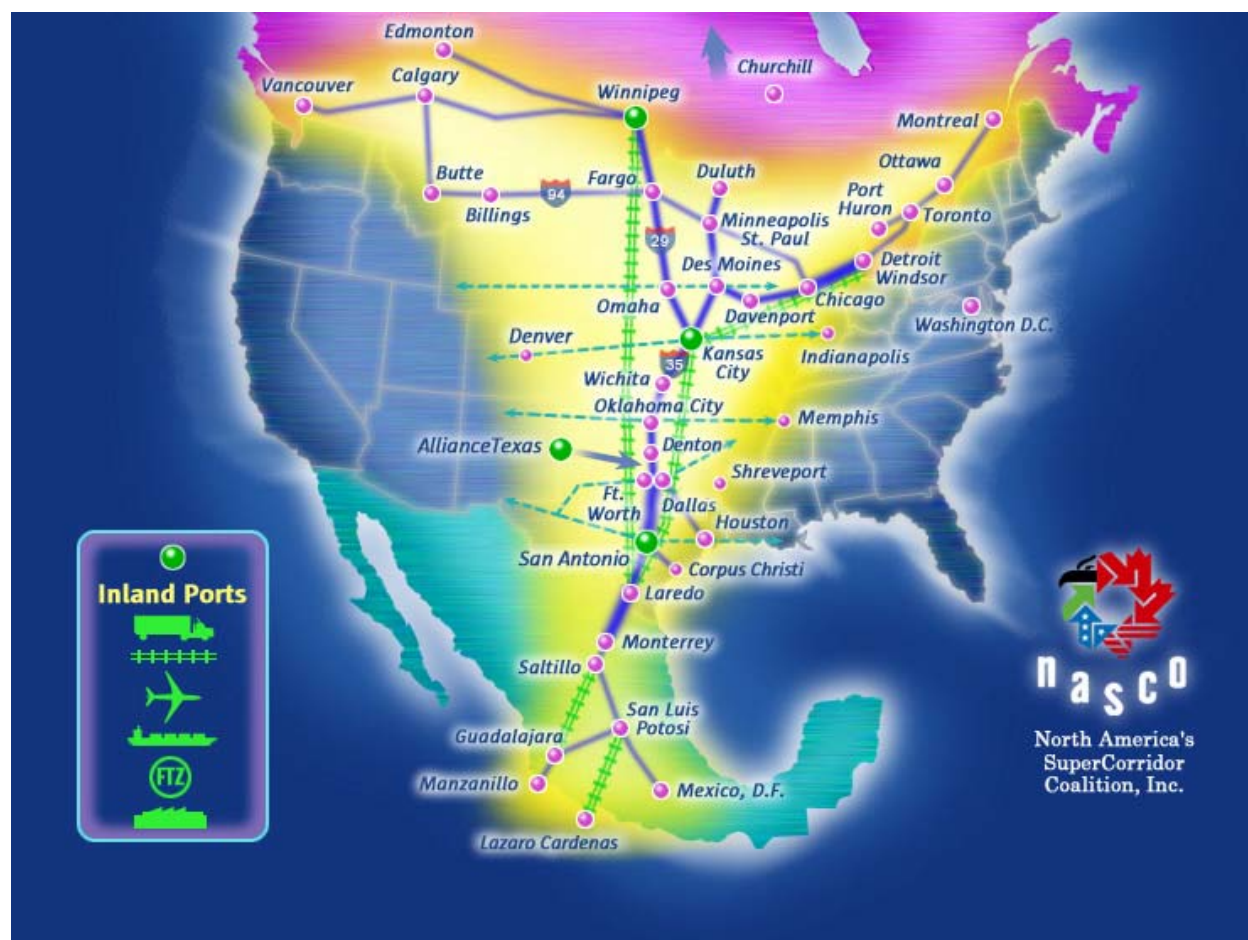 Edmonton
Calgary
Vancouver
Winnipeg
Churchill
Montreal
Ottawa
Butte
Billings
94
Fargo
Duluth
Port
Huron
Toronto
Minneapolis
St. Paul
29
Des Moines
Detroit
Windsor
Omaha
Davenport
Chicago
Washington D.C.
Denver
Kansas
City
Indianapolis
35
Wichita
Oklahoma City
Memphis
AllianceTexas
Denton
Shreveport
Ft.
Worth
Dallas
Houston
San Antonio
Corpus Christi
Laredo
Monterrey
Saltillo
San Luis
Potosi
Guadalajara
Manzanillo
Mexico, D.F.
Lazaro Cardenas
Inland Ports
FTZ
nasco
North America's
SuperCorridor
Coalition, Inc.